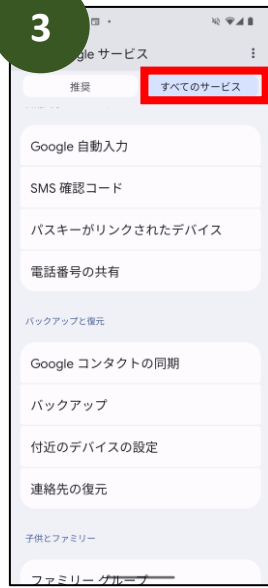 3
gle サービス
推奨
すべてのサービス
Google 自動入力
SMS 確認コード
パスキーがリンクされたデバイス
電話番号の共有
バックアップと復元
Google コンタクトの同期
バックアップ
付近のデバイスの設定
連絡先の復元
子供とファミリー
ファミリー グループ